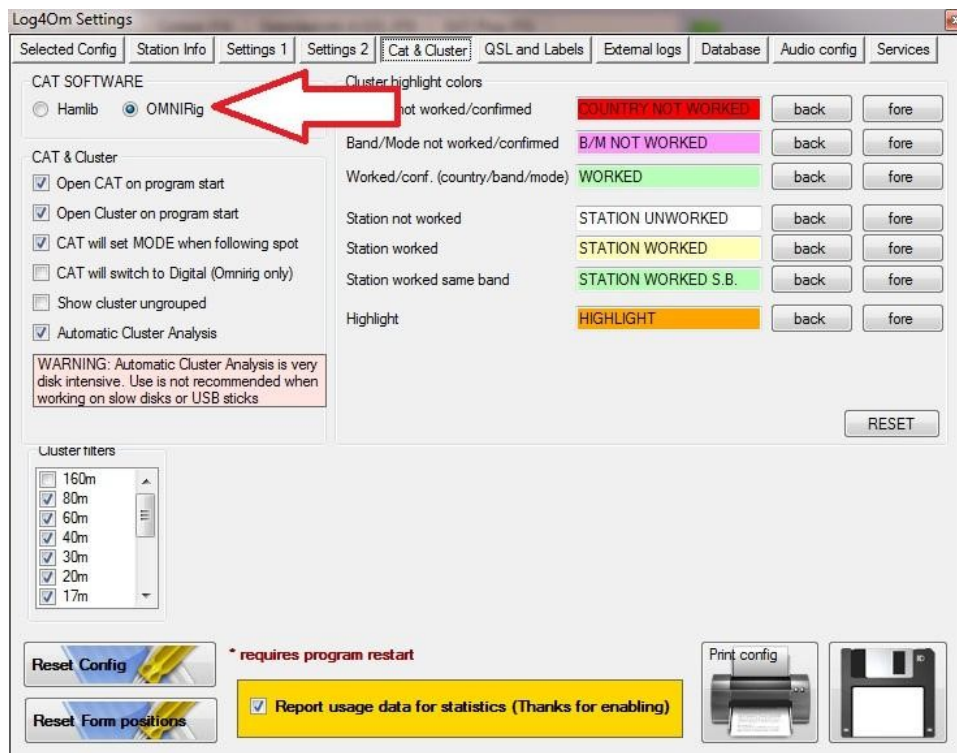 Log4Om Settings
Selected Config Station Info Settings 1 Settings 2 Cat & Cluster QSL and Labels External logs Database Audio config Services
CAT SOFTWARE
Hamlib OMNIRig
CAT & Cluster
Open CAT on program start
Open Cluster on program start
CAT will set MODE when following spot
CAT will switch to Digital (Omnirig only)
Show cluster ungrouped
Automatic Cluster Analysis
WARNING: Automatic Cluster Analysis is very
disk intensive. Use is not recommended when
working on slow disks or USB sticks
Cluster highlight colors
not worked/confirmed COUNTRY NOT WORKED back fore
Band/Mode not worked/confirmed B/M NOT WORKED back fore
Worked/conf. (country/band/mode) WORKED back fore
Station not worked STATION UNWORKED back fore
Station worked STATION WORKED back fore
Station worked same band STATION WORKED S.B. back fore
Highlight HIGHLIGHT back fore
RESET
Cluster filters
160m
80m
60m
40m
30m
20m
17m
Reset Config
Reset Form positions
* requires program restart
Report usage data for statistics (Thanks for enabling)
Print config